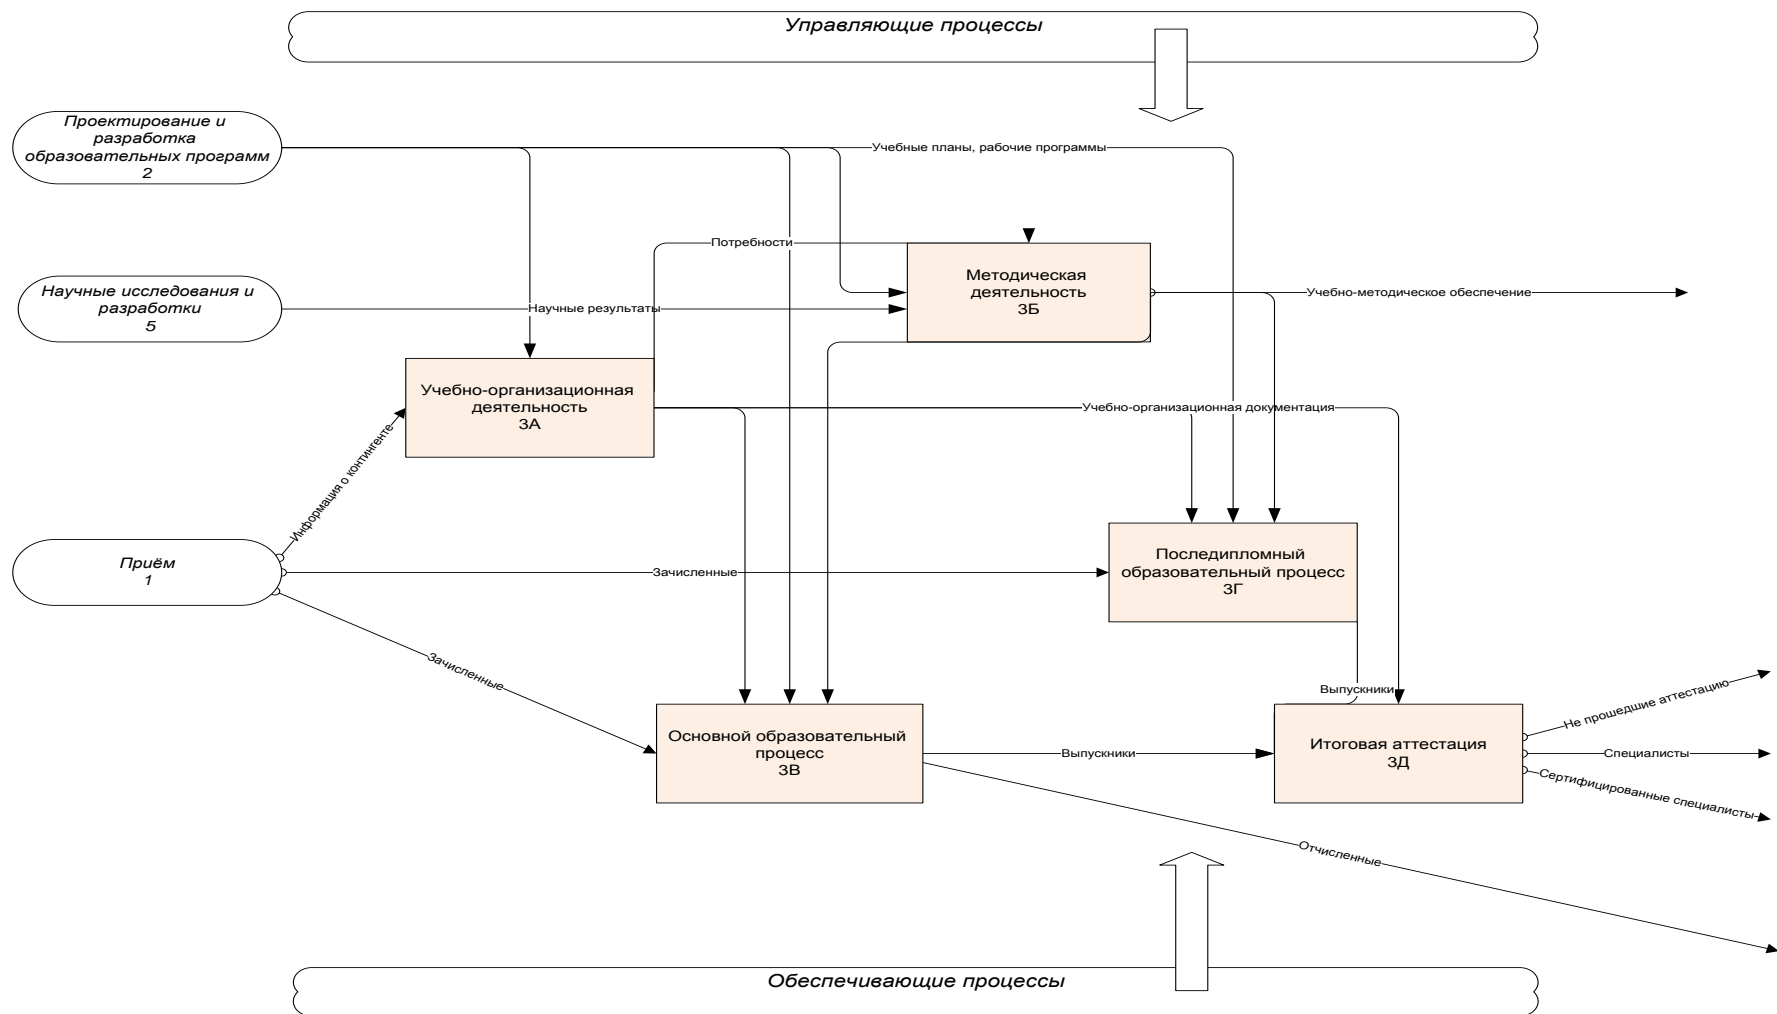 Управляющие процессы
Проектирование и
разработка
образовательных программ
2
Учебные планы, рабочие программы
Потребности
Методическая
деятельность
3Б
Научные исследования и
разработки
5
Научные результаты
Учебно-методическое обеспечение
Учебно-организационная
деятельность
3А
Учебно-организационная документация
Информация о контингенте
Приём
1
Зачисленные
Последипломный
образовательный процесс
3Г
Зачисленные
Выпускники
Основной образовательный
процесс
3В
Выпускники
Итоговая аттестация
3Д
Не прошедшие аттестацию
Специалисты
Сертифицированные специалисты
Отчисленные
Обеспечивающие процессы